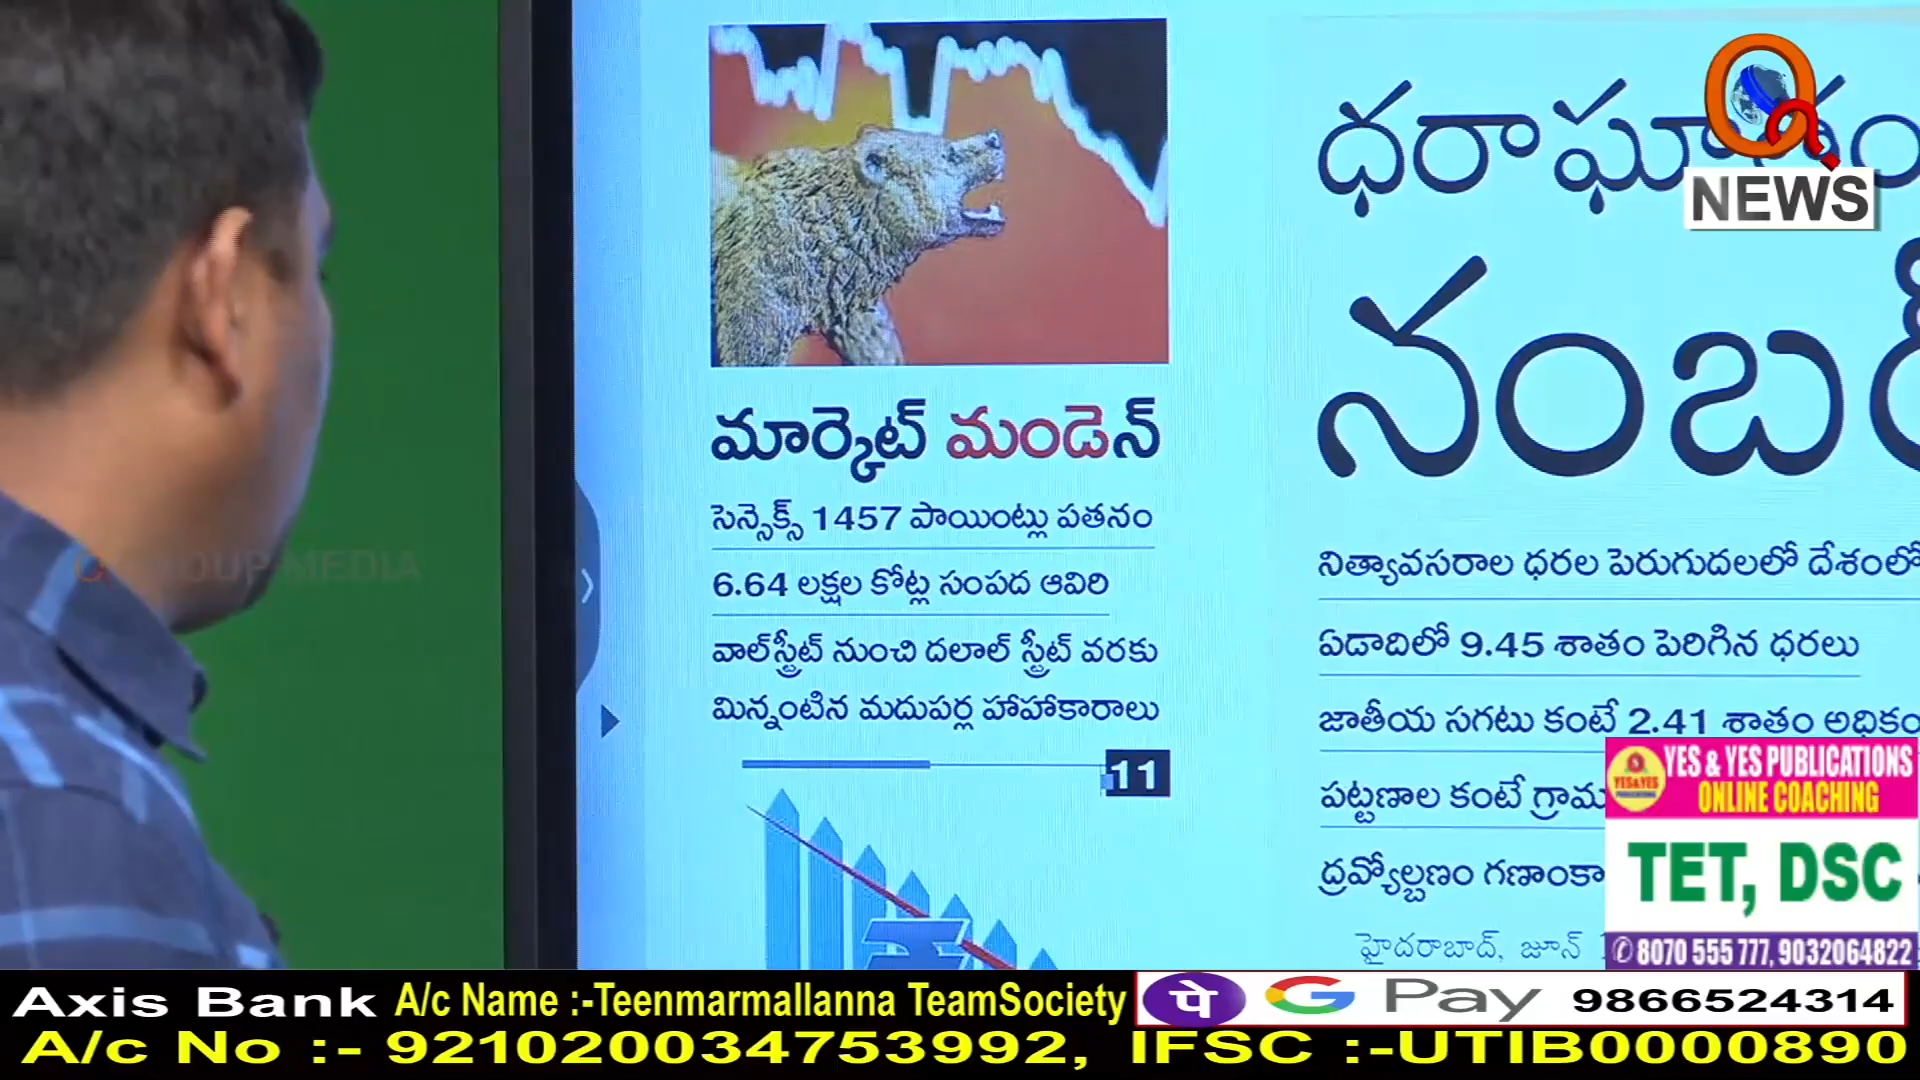 మార్కెట్ మండెన్
సెన్సెక్స్ 1457 పాయింట్లు పతనం
6.64 లక్షల కోట్ల సంపద ఆవిరి
వాల్‌స్ట్రీట్ నుంచి దలాల్ స్ట్రీట్ వరకు
మిన్నంటిన మదుపర్ల హాహాకారాలు
11
నిత్యావసరాల ధరల పెరుగుదలలో దేశంలో
ఏడాదిలో 9.45 శాతం పెరిగిన ధరలు
జాతీయ సగటు కంటే 2.41 శాతం అధికం
పట్టణాల కంటే
ద్రవ్యోల్బణం
హైదరాబాద్, జూన్
Q
NEWS
GROUP MEDIA
YES & YES PUBLICATIONS
ONLINE COACHING
TET, DSC
8070 555 777, 9032064822
Axis Bank A/c Name :-Teenmarmallanna TeamSociety
पे G Pay 9866524314
A/c No :- 921020034753992, IFSC :-UTIB0000890